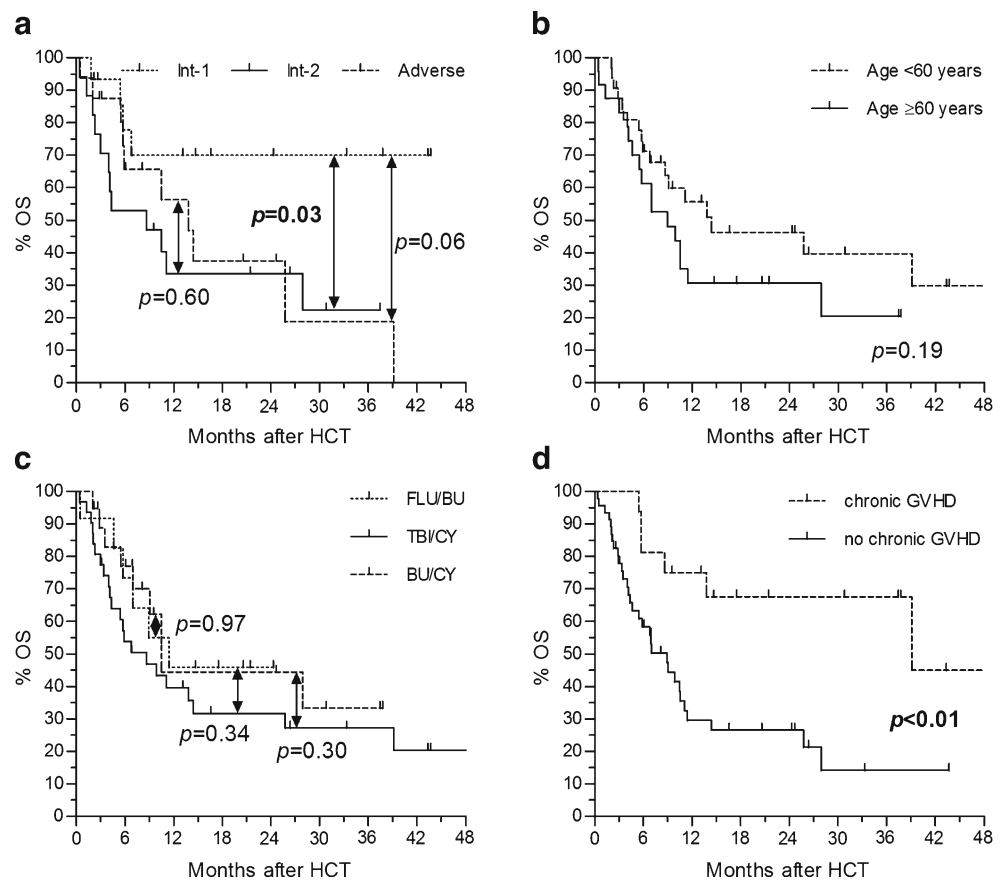 a
Int-1 Int-2 Adverse
100
90
80
70
60
50
40
30
20
10
0
% OS
p=0.03
p=0.06
p=0.60
0 6 12 18 24 30 36 42 48
Months after HCT
b
Age <60 years
Age ≥60 years
100
90
80
70
60
50
40
30
20
10
0
% OS
p=0.19
0 6 12 18 24 30 36 42 48
Months after HCT
c
FLU/BU
TBI/CY
BU/CY
100
90
80
70
60
50
40
30
20
10
0
% OS
p=0.97
p=0.34
p=0.30
0 6 12 18 24 30 36 42 48
Months after HCT
d
chronic GVHD
no chronic GVHD
100
90
80
70
60
50
40
30
20
10
0
% OS
p<0.01
0 6 12 18 24 30 36 42 48
Months after HCT